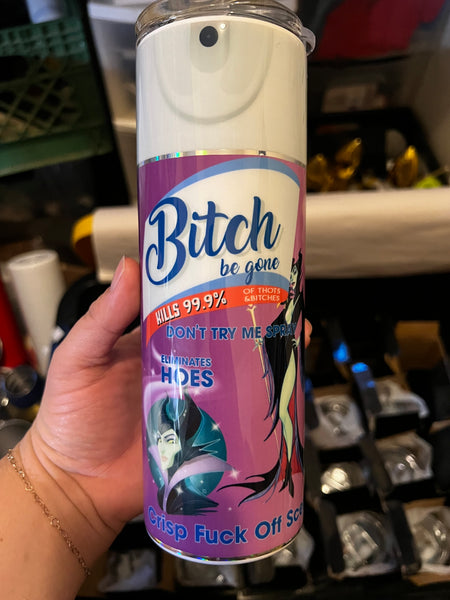 Bitch
be gone
KILLS 99.9%
OF THOTS
&BITCHES
DON'T TRY ME SPRAY
ELIMINATES
HOES
Crisp Fuck Off Sc